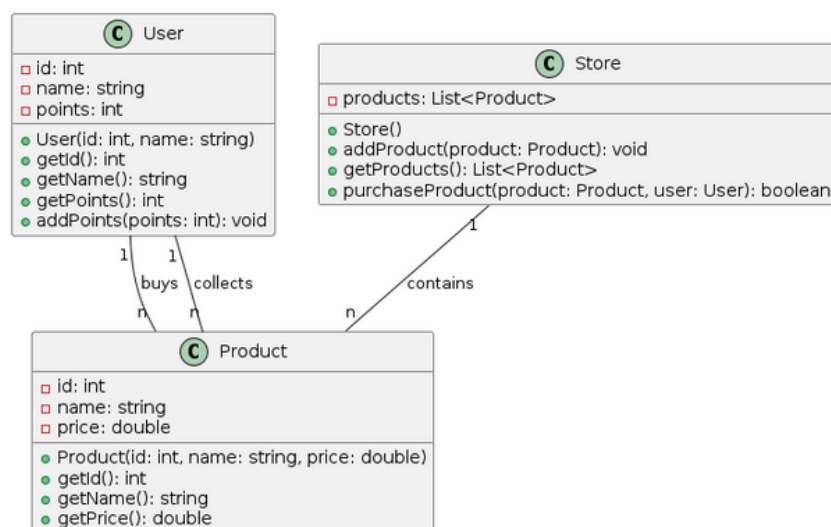 C User
id: int
name: string
points: int
User(id: int, name: string)
getId(): int
getName(): string
getPoints(): int
addPoints(points: int): void
C Store
products: List<Product>
Store()
addProduct(product: Product): void
getProducts(): List<Product>
purchaseProduct(product: Product, user: User): boolean
1
1
1
buys
collects
contains
n
n
n
C Product
id: int
name: string
price: double
Product(id: int, name: string, price: double)
getId(): int
getName(): string
getPrice(): double